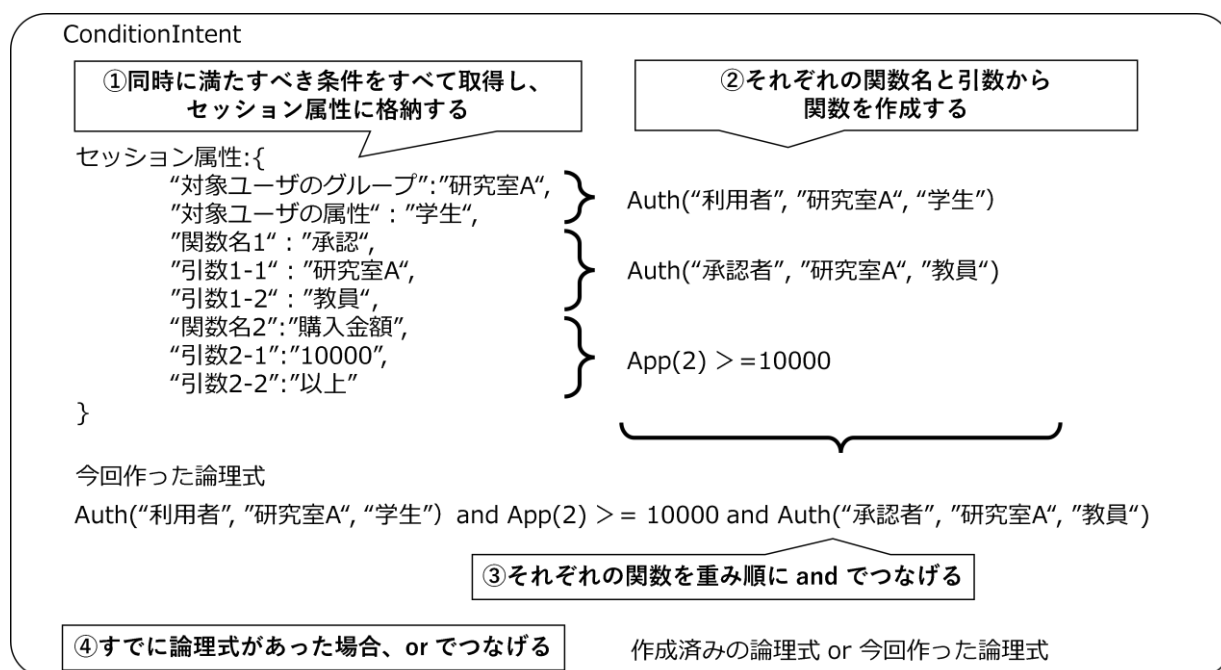 ConditionIntent
①同時に満たすべき条件をすべて取得し、
セッション属性に格納する
②それぞれの関数名と引数から
関数を作成する
セッション属性:{
“対象ユーザのグループ”:”研究室A“,
”対象ユーザの属性“ : ”学生“,
”関数名1“ : ”承認“,
”引数1-1“ : ”研究室A“,
”引数1-2“ : ”教員“,
“関数名2”:”購入金額”,
“引数2-1”:”10000”,
“引数2-2”:”以上”
}
Auth(“利用者”, ”研究室A“, “学生”)
Auth(“承認者”, ”研究室A“, ”教員“)
App(2) > =10000
今回作った論理式
Auth(“利用者”, ”研究室A“, “学生”) and App(2) > = 10000 and Auth(“承認者”, ”研究室A“, ”教員“)
③それぞれの関数を重み順に and でつなげる
④すでに論理式があった場合、or でつなげる
作成済みの論理式 or 今回作った論理式